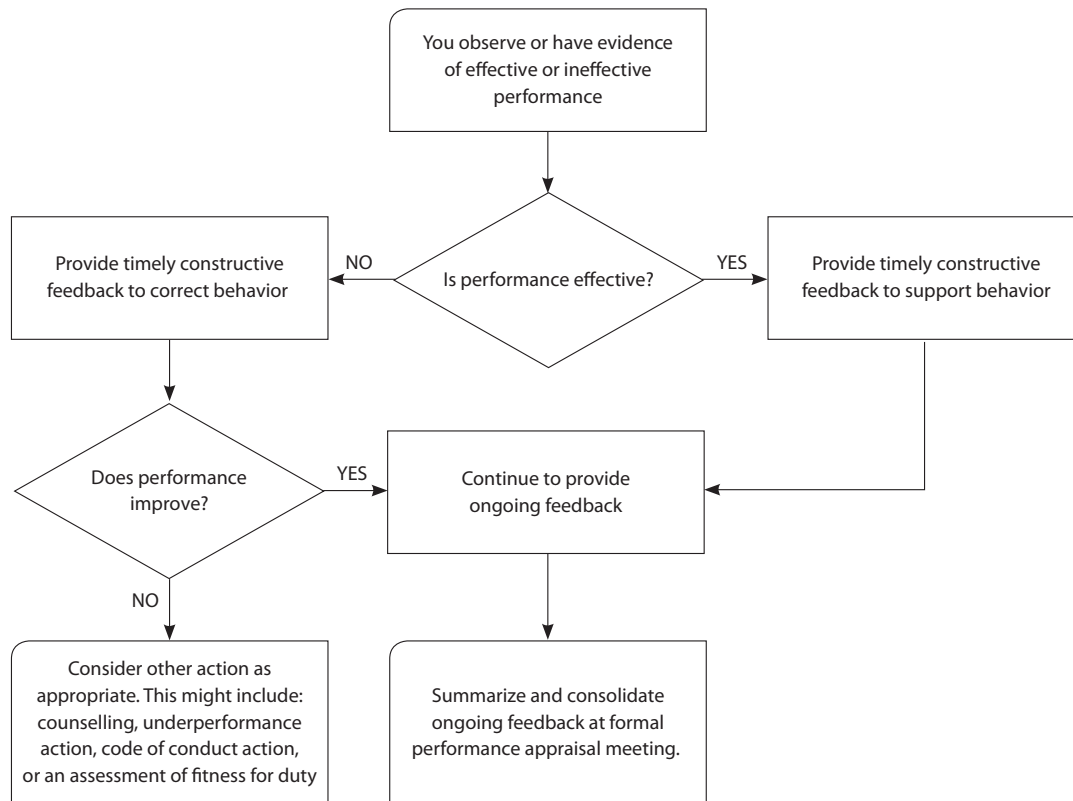 You observe or have evidence
of effective or ineffective
performance
Provide timely constructive
feedback to correct behavior
NO
Is performance effective?
YES
Provide timely constructive
feedback to support behavior
Does performance
improve?
YES
Continue to provide
ongoing feedback
NO
Consider other action as
appropriate. This might include:
counselling, underperformance
action, code of conduct action,
or an assessment of fitness for duty
Summarize and consolidate
ongoing feedback at formal
performance appraisal meeting.